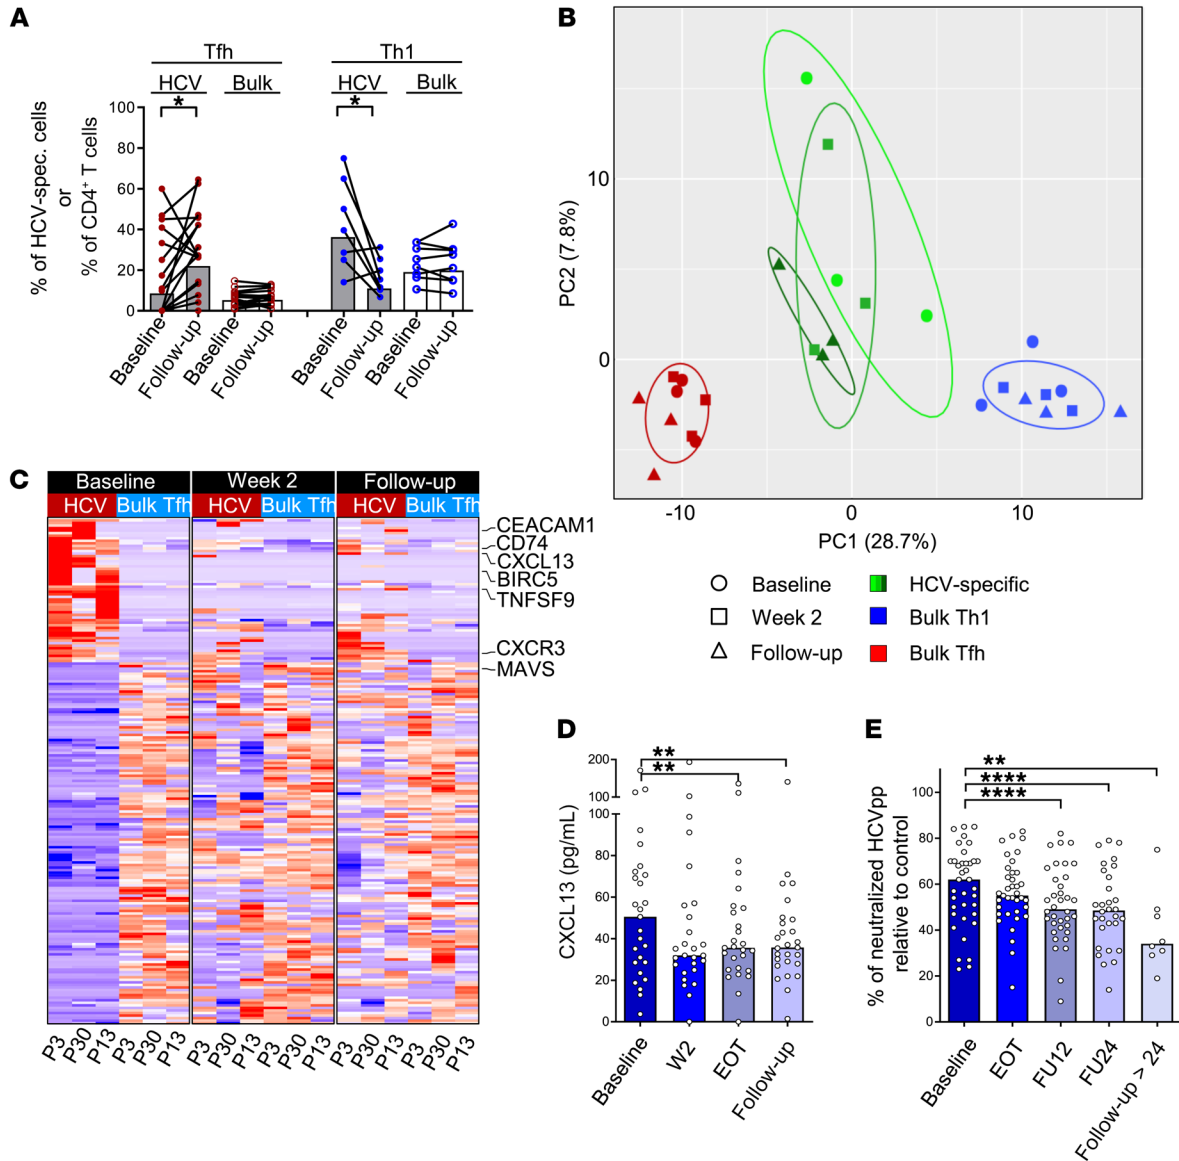 A
Tfh
Th1
HCV
Bulk
HCV
Bulk
*
*
% of HCV-spec. cells
or
% of CD4+ T cells
100
80
60
40
20
0
Baseline
Follow-up
Baseline
Follow-up
Baseline
Follow-up
Baseline
Follow-up
B
PC2 (7.8%)
10
0
-10
0
10
PC1 (28.7%)
Baseline
Week 2
Follow-up
HCV-specific
Bulk Th1
Bulk Tfh
C
Baseline
Week 2
Follow-up
HCV
Bulk Tfh
HCV
Bulk Tfh
HCV
Bulk Tfh
CEACAM1
CD74
CXCL13
BIRC5
TNFSF9
CXCR3
MAVS
P3
P30
P13
P3
P30
P13
P3
P30
P13
P3
P30
P13
P3
P30
P13
P3
P30
P13
D
**
**
CXCL13 (pg/mL)
200
100
100
80
60
40
20
0
Baseline
W2
EOT
Follow-up
E
**
****
****
% of neutralized HCVpp
relative to control
100
80
60
40
20
0
Baseline
EOT
FU12
FU24
Follow-up > 24